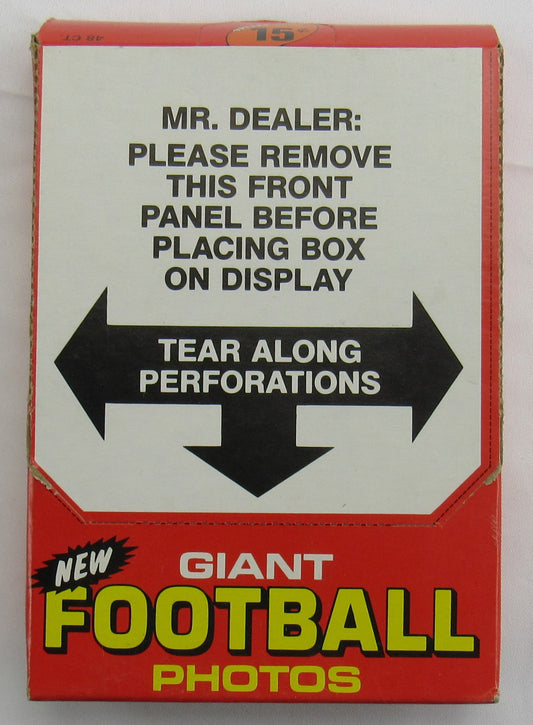 48 CT.
15¢
MR. DEALER:
PLEASE REMOVE
THIS FRONT
PANEL BEFORE
PLACING BOX
ON DISPLAY
TEAR ALONG
PERFORATIONS
NEW
GIANT
FOOTBALL
PHOTOS